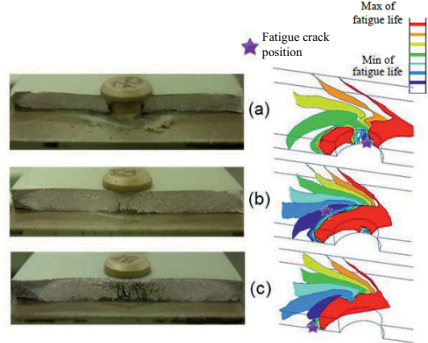 Max of
fatigue life
Fatigue crack
position
Min of
fatigue life
(a)
(b)
(c)